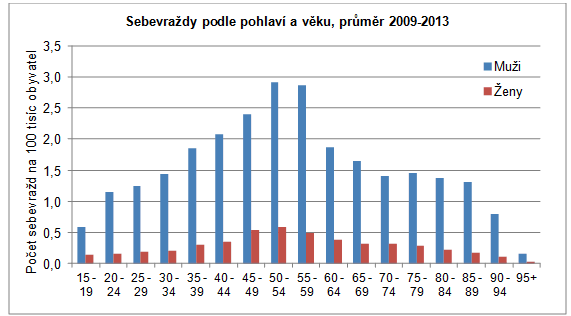 Sebevraždy podle pohlaví a věku, průměr 2009-2013
Počet sebevražd na 100 tisíc obyvatel
3,5
3,0
2,5
2,0
1,5
1,0
0,5
0,0
Muži
Ženy
15 - 20 - 25 - 30 - 35 - 40 - 45 - 50 - 55 - 60 - 65 - 70 - 75 - 80 - 85 - 90 - 95+
19 24 29 34 39 44 49 54 59 64 69 74 79 84 89 94